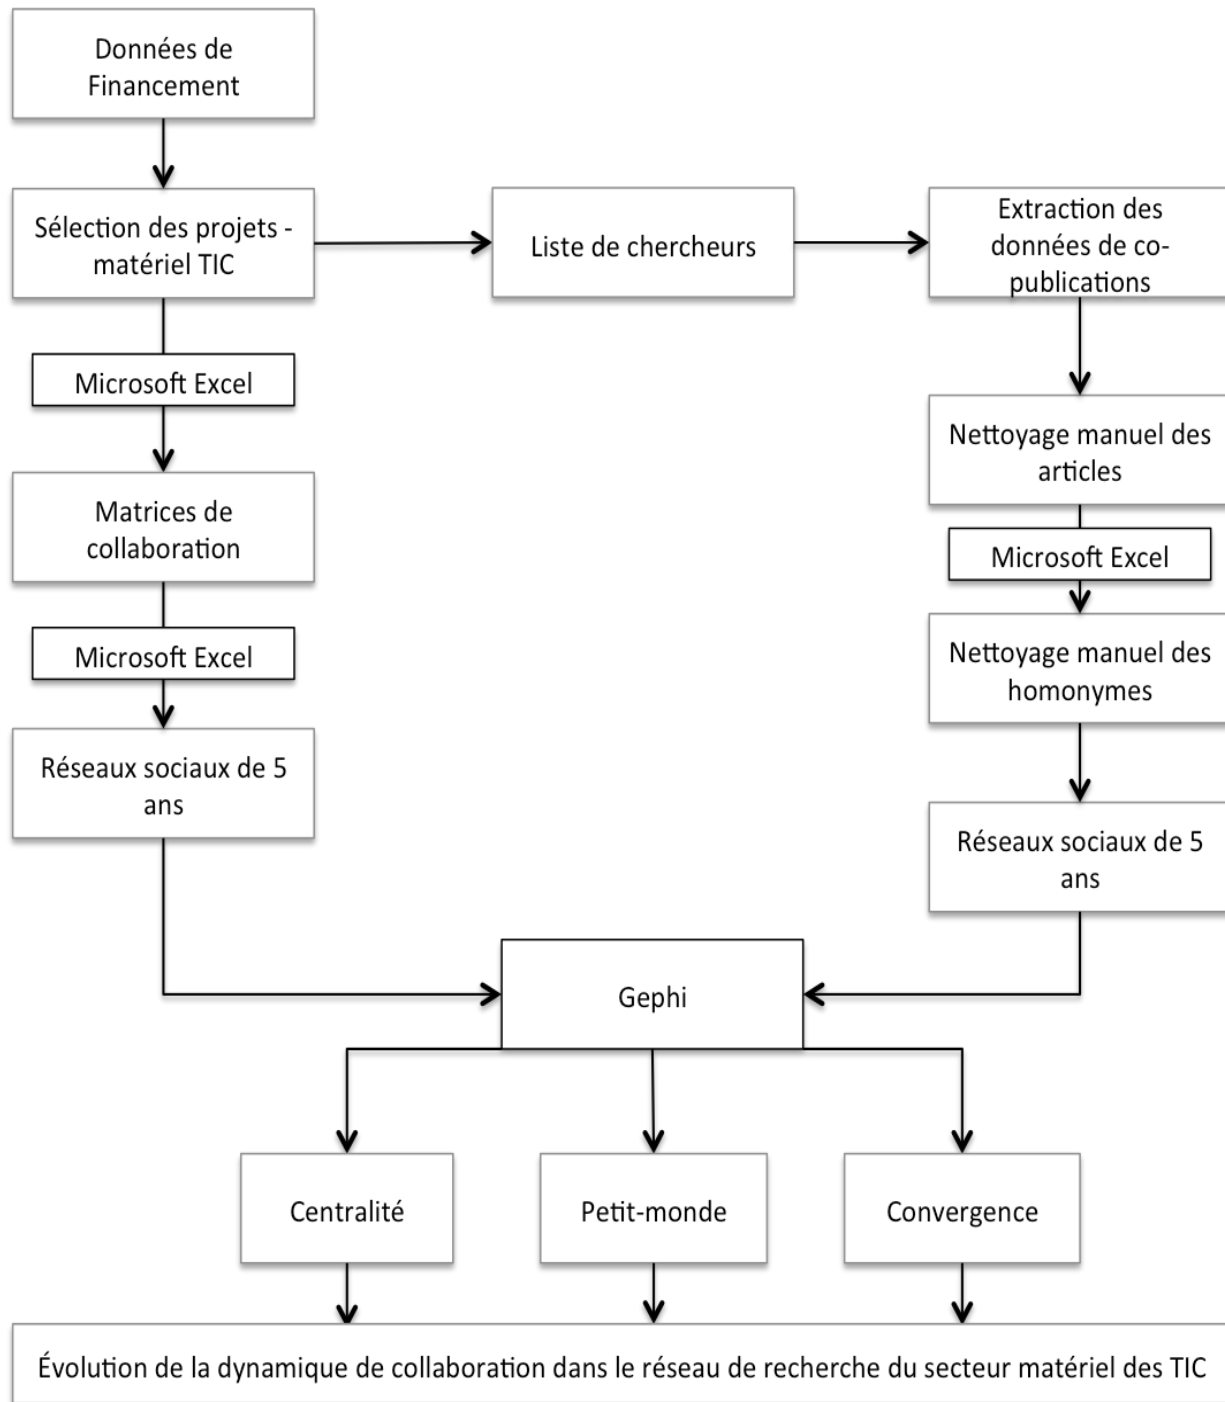 Données de
Financement
Sélection des projets -
matériel TIC
Liste de chercheurs
Extraction des
données de co-
publications
Microsoft Excel
Nettoyage manuel des
articles
Matrices de
collaboration
Microsoft Excel
Microsoft Excel
Nettoyage manuel des
homonymes
Réseaux sociaux de 5
ans
Réseaux sociaux de 5
ans
Gephi
Centralité
Petit-monde
Convergence
Évolution de la dynamique de collaboration dans le réseau de recherche du secteur matériel des TIC